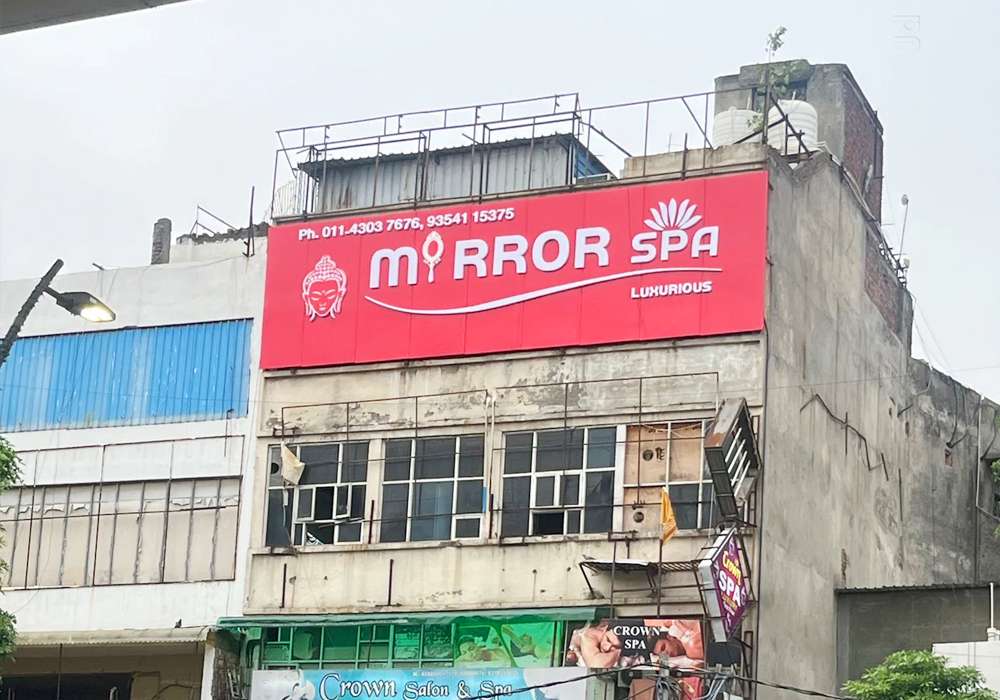 Ph. 011.4303 7676, 93541 15375
MIRROR SPA
LUXURIOUS
Crown
SPA
CROWN
SPA
Crown Salon & Spa